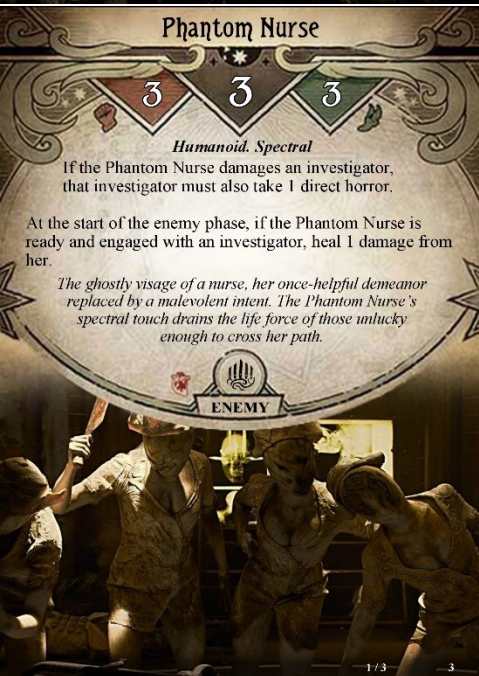 Phantom Nurse
3 3 3
Humanoid. Spectral
If the Phantom Nurse damages an investigator,
that investigator must also take 1 direct horror.
At the start of the enemy phase, if the Phantom Nurse is
ready and engaged with an investigator, heal 1 damage from
her.
The ghostly visage of a nurse, her once-helpful demeanor
replaced by a malevolent intent. The Phantom Nurse's
spectral touch drains the life force of those unlucky
enough to cross her path.
ENEMY
1 / 3 3